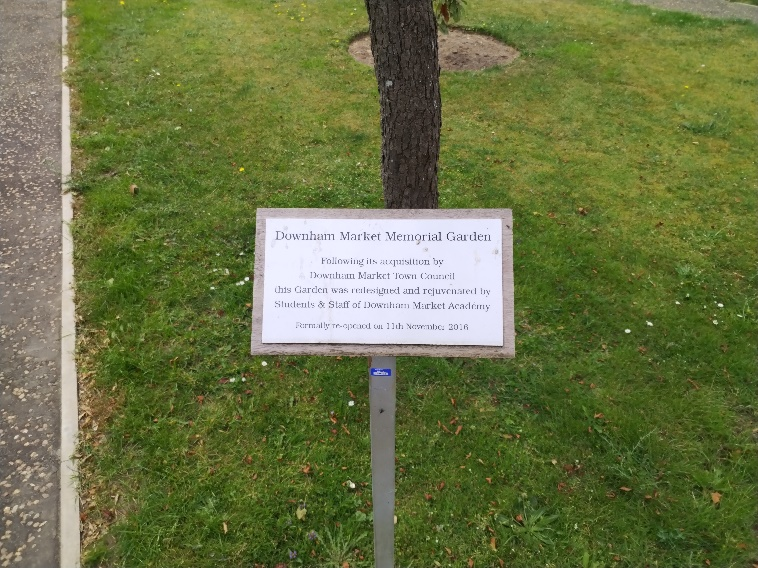 Downham Market Memorial Garden
Following its acquisition by
Downham Market Town Council
this Garden was redesigned and rejuvenated by
Students & Staff of Downham Market Academy
Formally re-opened on 11th November 2016